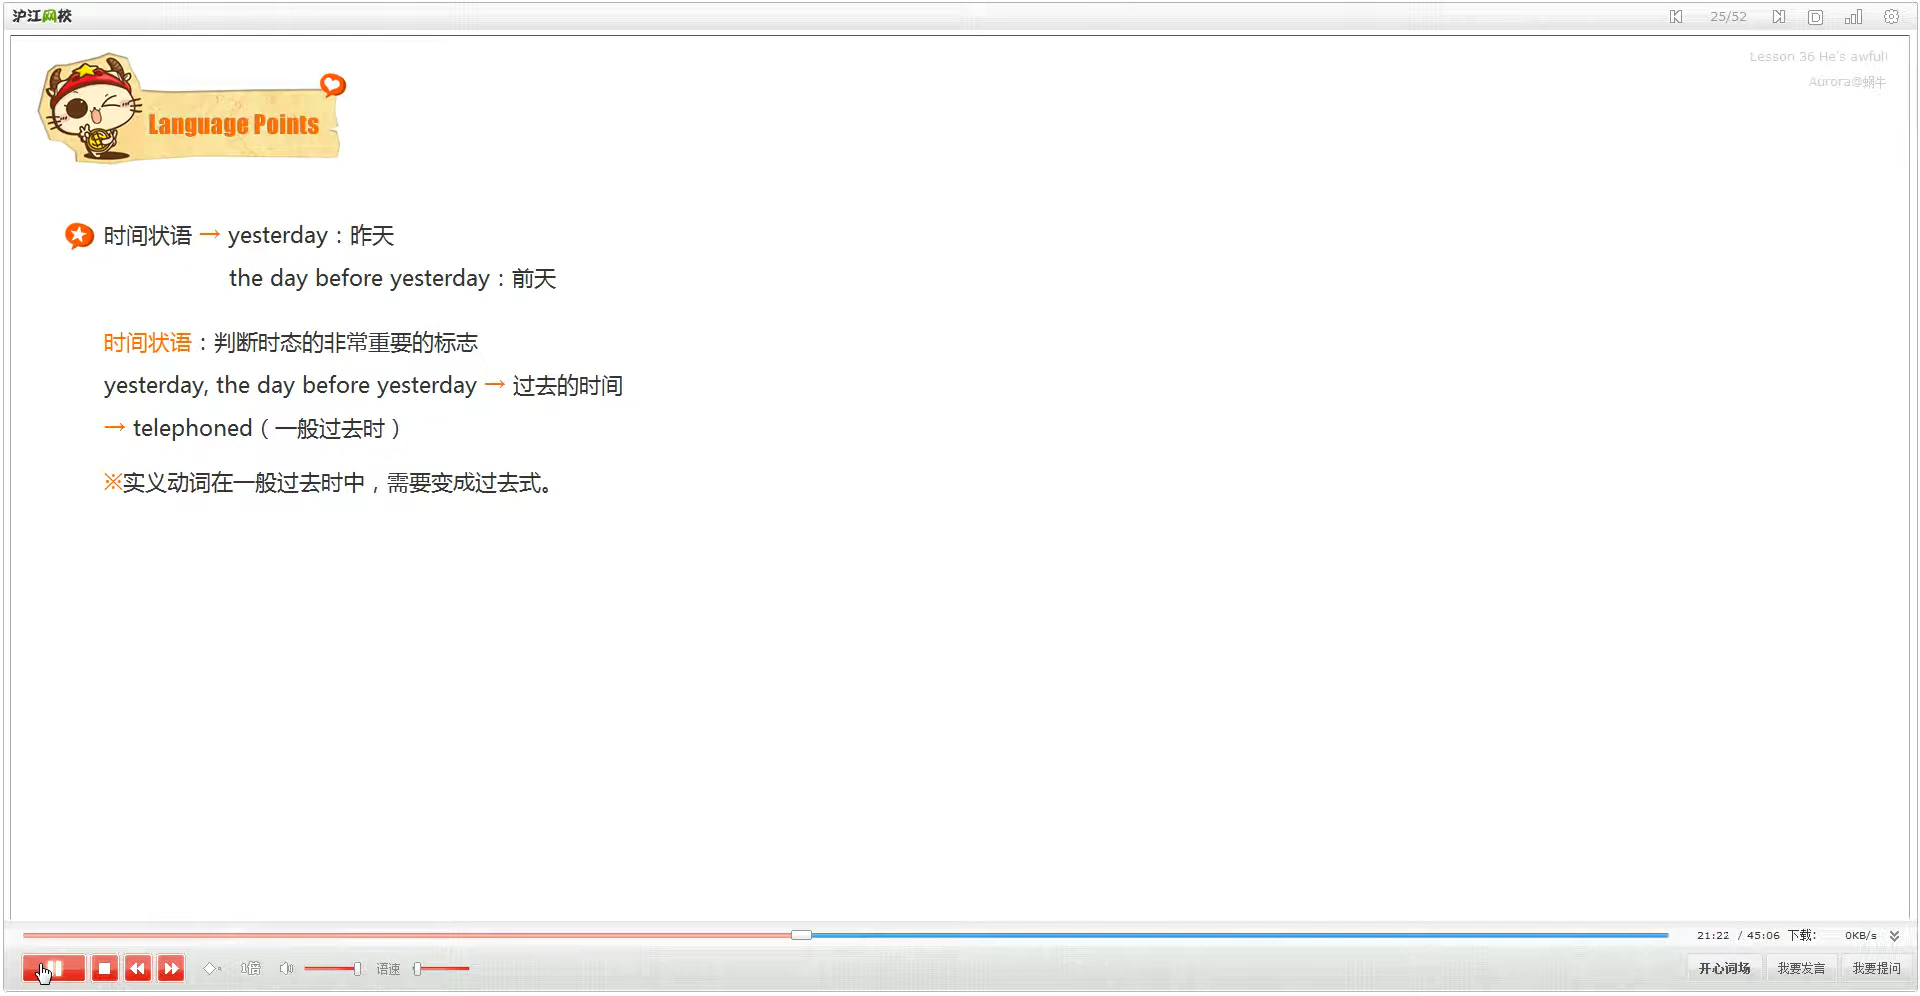 沪江网校
25/52
Lesson 36 He's awful!
Aurora@蜗牛
Language Points
时间状语 → yesterday：昨天
the day before yesterday：前天
时间状语：判断时态的非常重要的标志
yesterday, the day before yesterday → 过去的时间
→ telephoned（一般过去时）
※实义动词在一般过去时中，需要变成过去式。
21:22 / 45:06 下载: 0KB/s
1倍 语速 开心词场 我要发言 我要提问